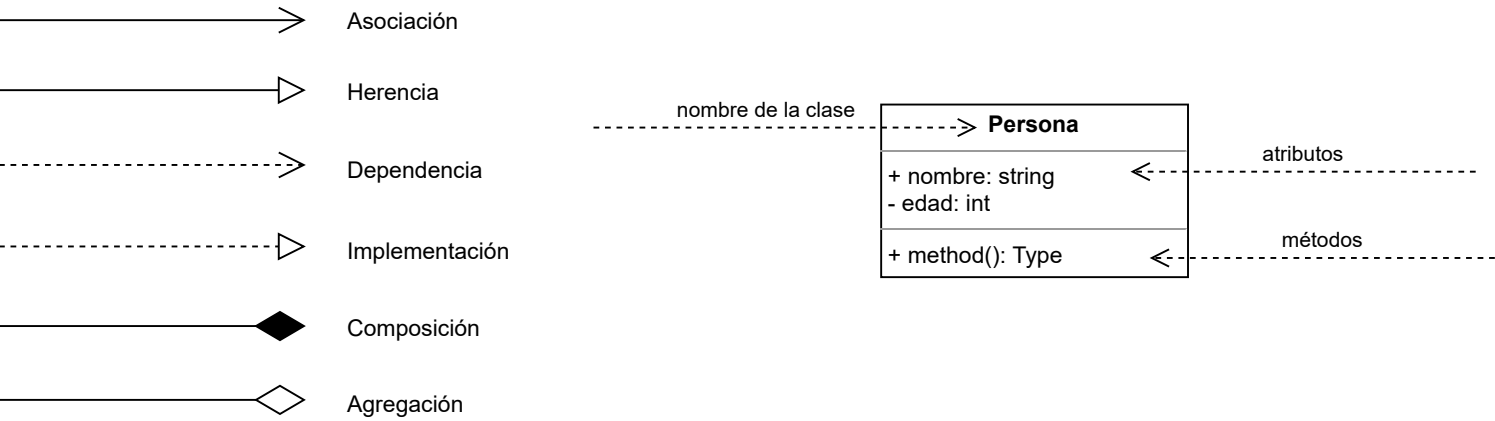 Asociación
Herencia
Dependencia
Implementación
Composición
Agregación
nombre de la clase
Persona
+ nombre: string
- edad: int
+ method(): Type
atributos
métodos